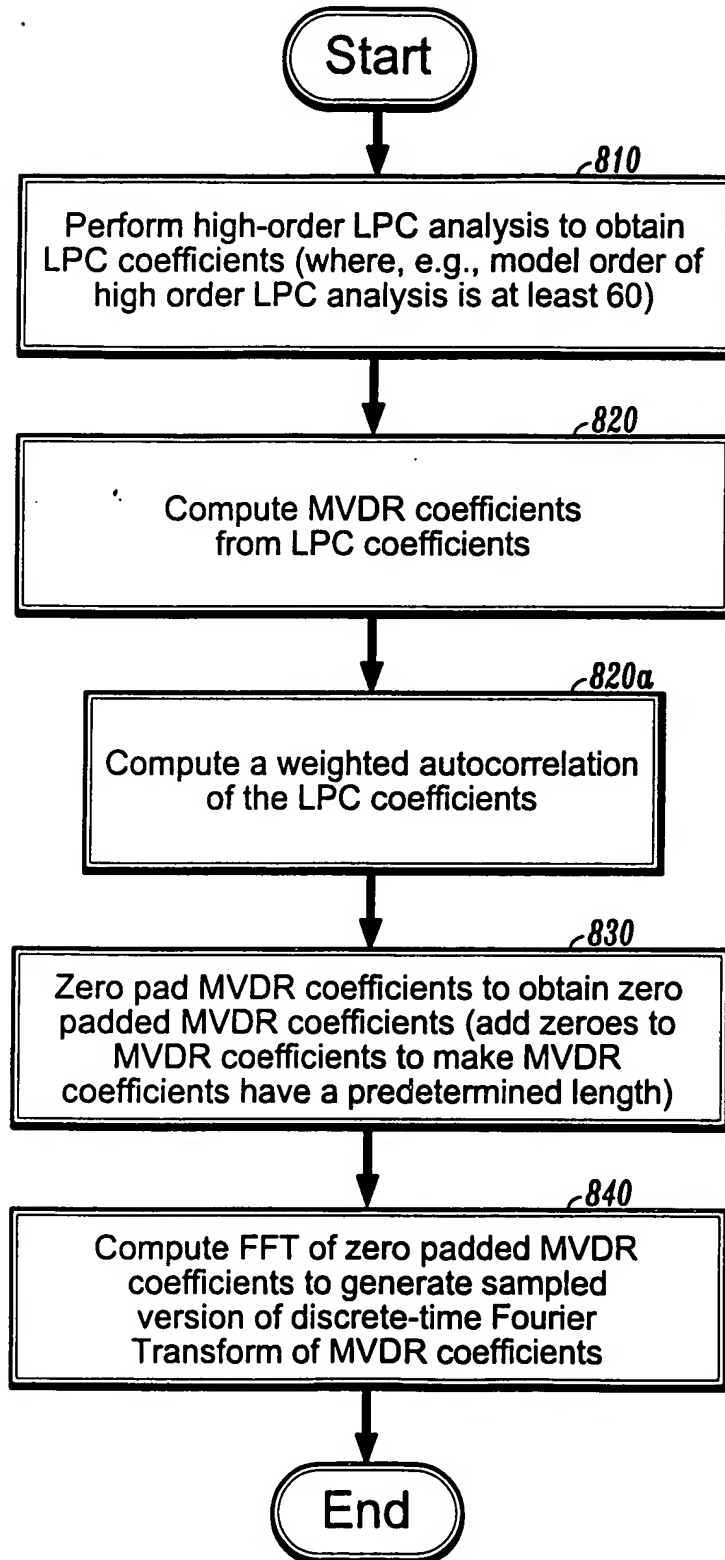 Start
810
Perform high-order LPC analysis to obtain
LPC coefficients (where, e.g., model order of
high order LPC analysis is at least 60)
820
Compute MVDR coefficients
from LPC coefficients
820a
Compute a weighted autocorrelation
of the LPC coefficients
830
Zero pad MVDR coefficients to obtain zero
padded MVDR coefficients (add zeroes to
MVDR coefficients to make MVDR
coefficients have a predetermined length)
840
Compute FFT of zero padded MVDR
coefficients to generate sampled
version of discrete-time Fourier
Transform of MVDR coefficients
End